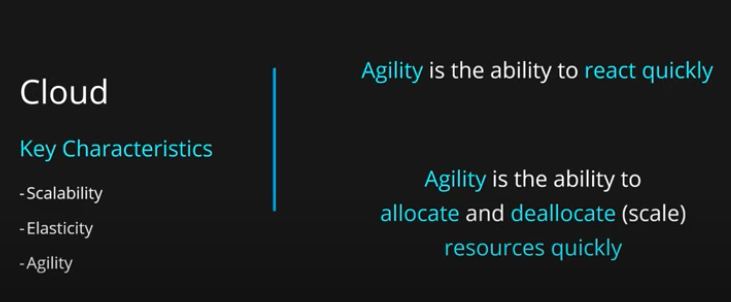 Cloud
Key Characteristics
- Scalability
- Elasticity
- Agility
Agility is the ability to react quickly
Agility is the ability to
allocate and deallocate (scale)
resources quickly